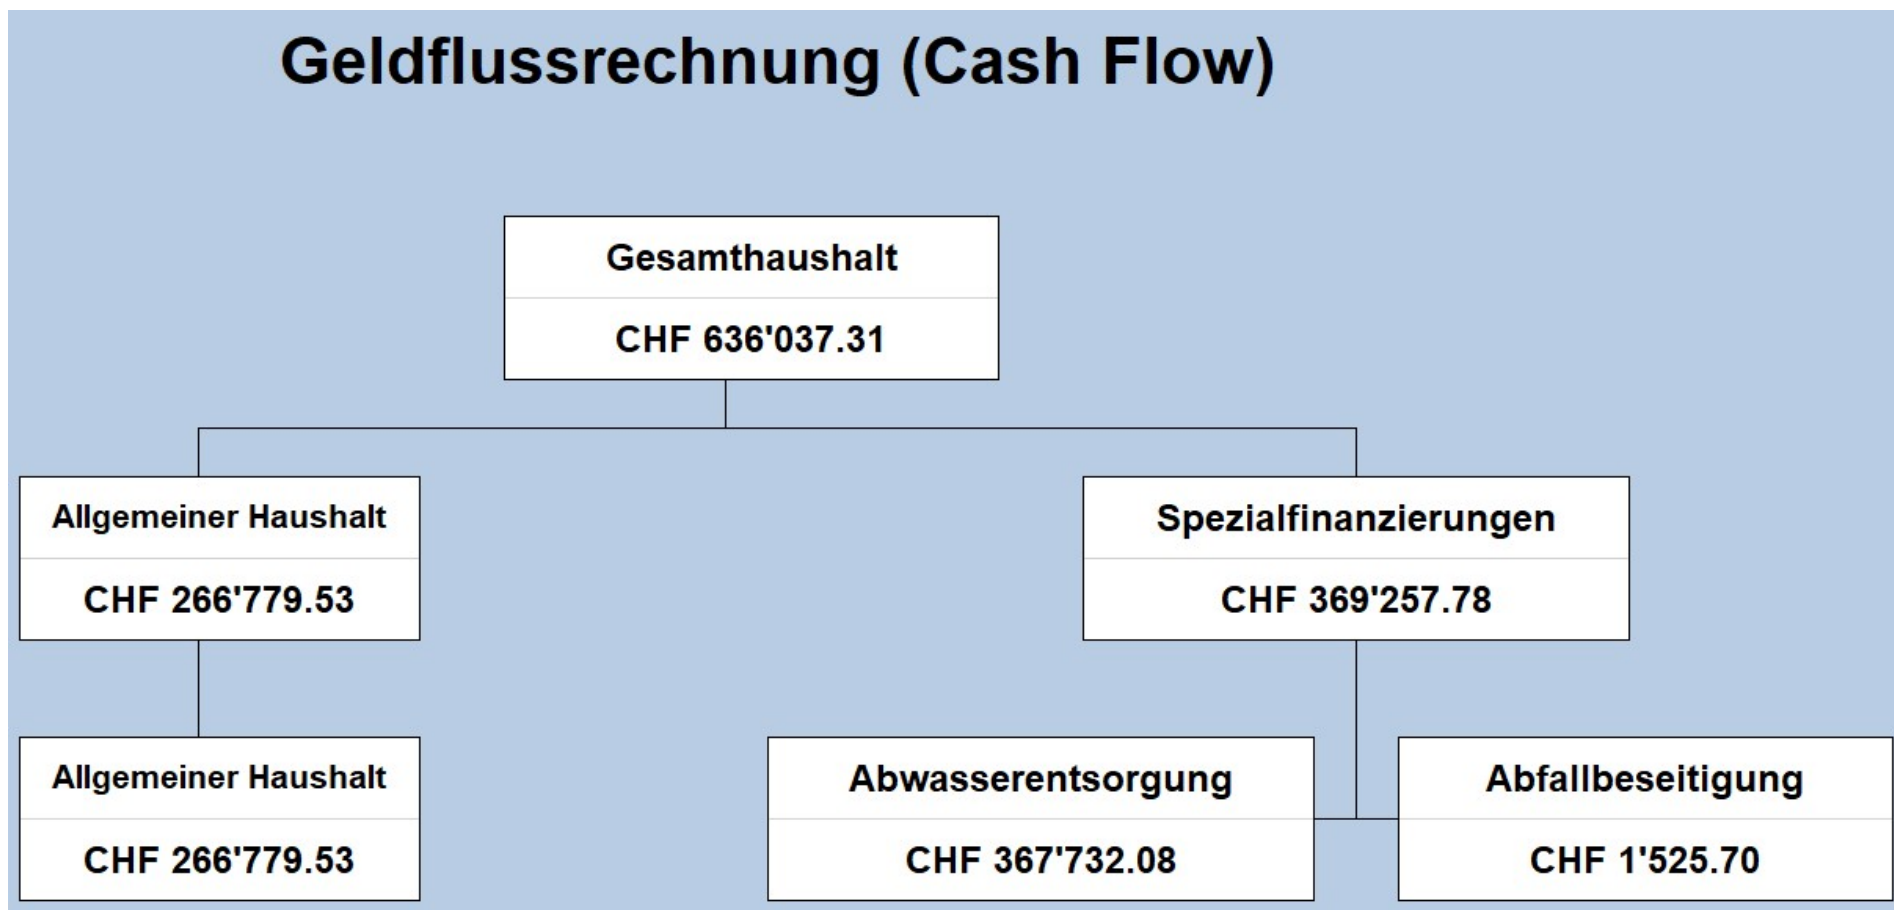 Geldflussrechnung (Cash Flow)
Gesamthaushalt
CHF 636'037.31
Allgemeiner Haushalt
CHF 266'779.53
Spezialfinanzierungen
CHF 369'257.78
Allgemeiner Haushalt
CHF 266'779.53
Abwasserentsorgung
CHF 367'732.08
Abfallbeseitigung
CHF 1'525.70